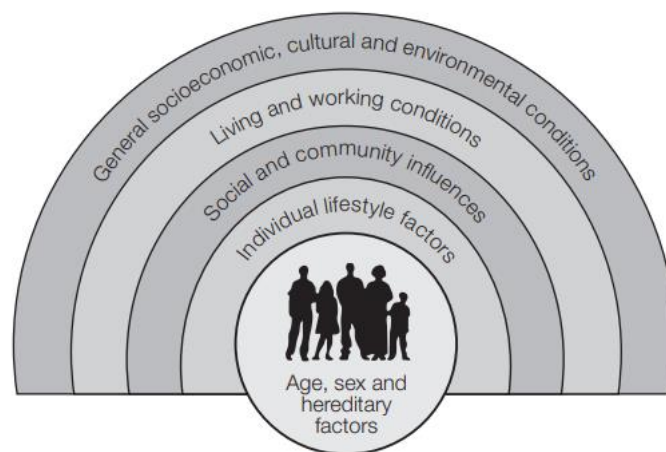 General socioeconomic, cultural and environmental conditions
Living and working conditions
Social and community influences
Individual lifestyle factors
Age, sex and
hereditary
factors